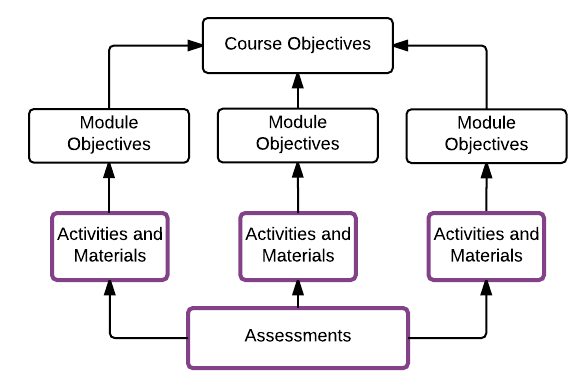 Course Objectives
Module
Objectives
Module
Objectives
Module
Objectives
Activities and
Materials
Activities and
Materials
Activities and
Materials
Assessments